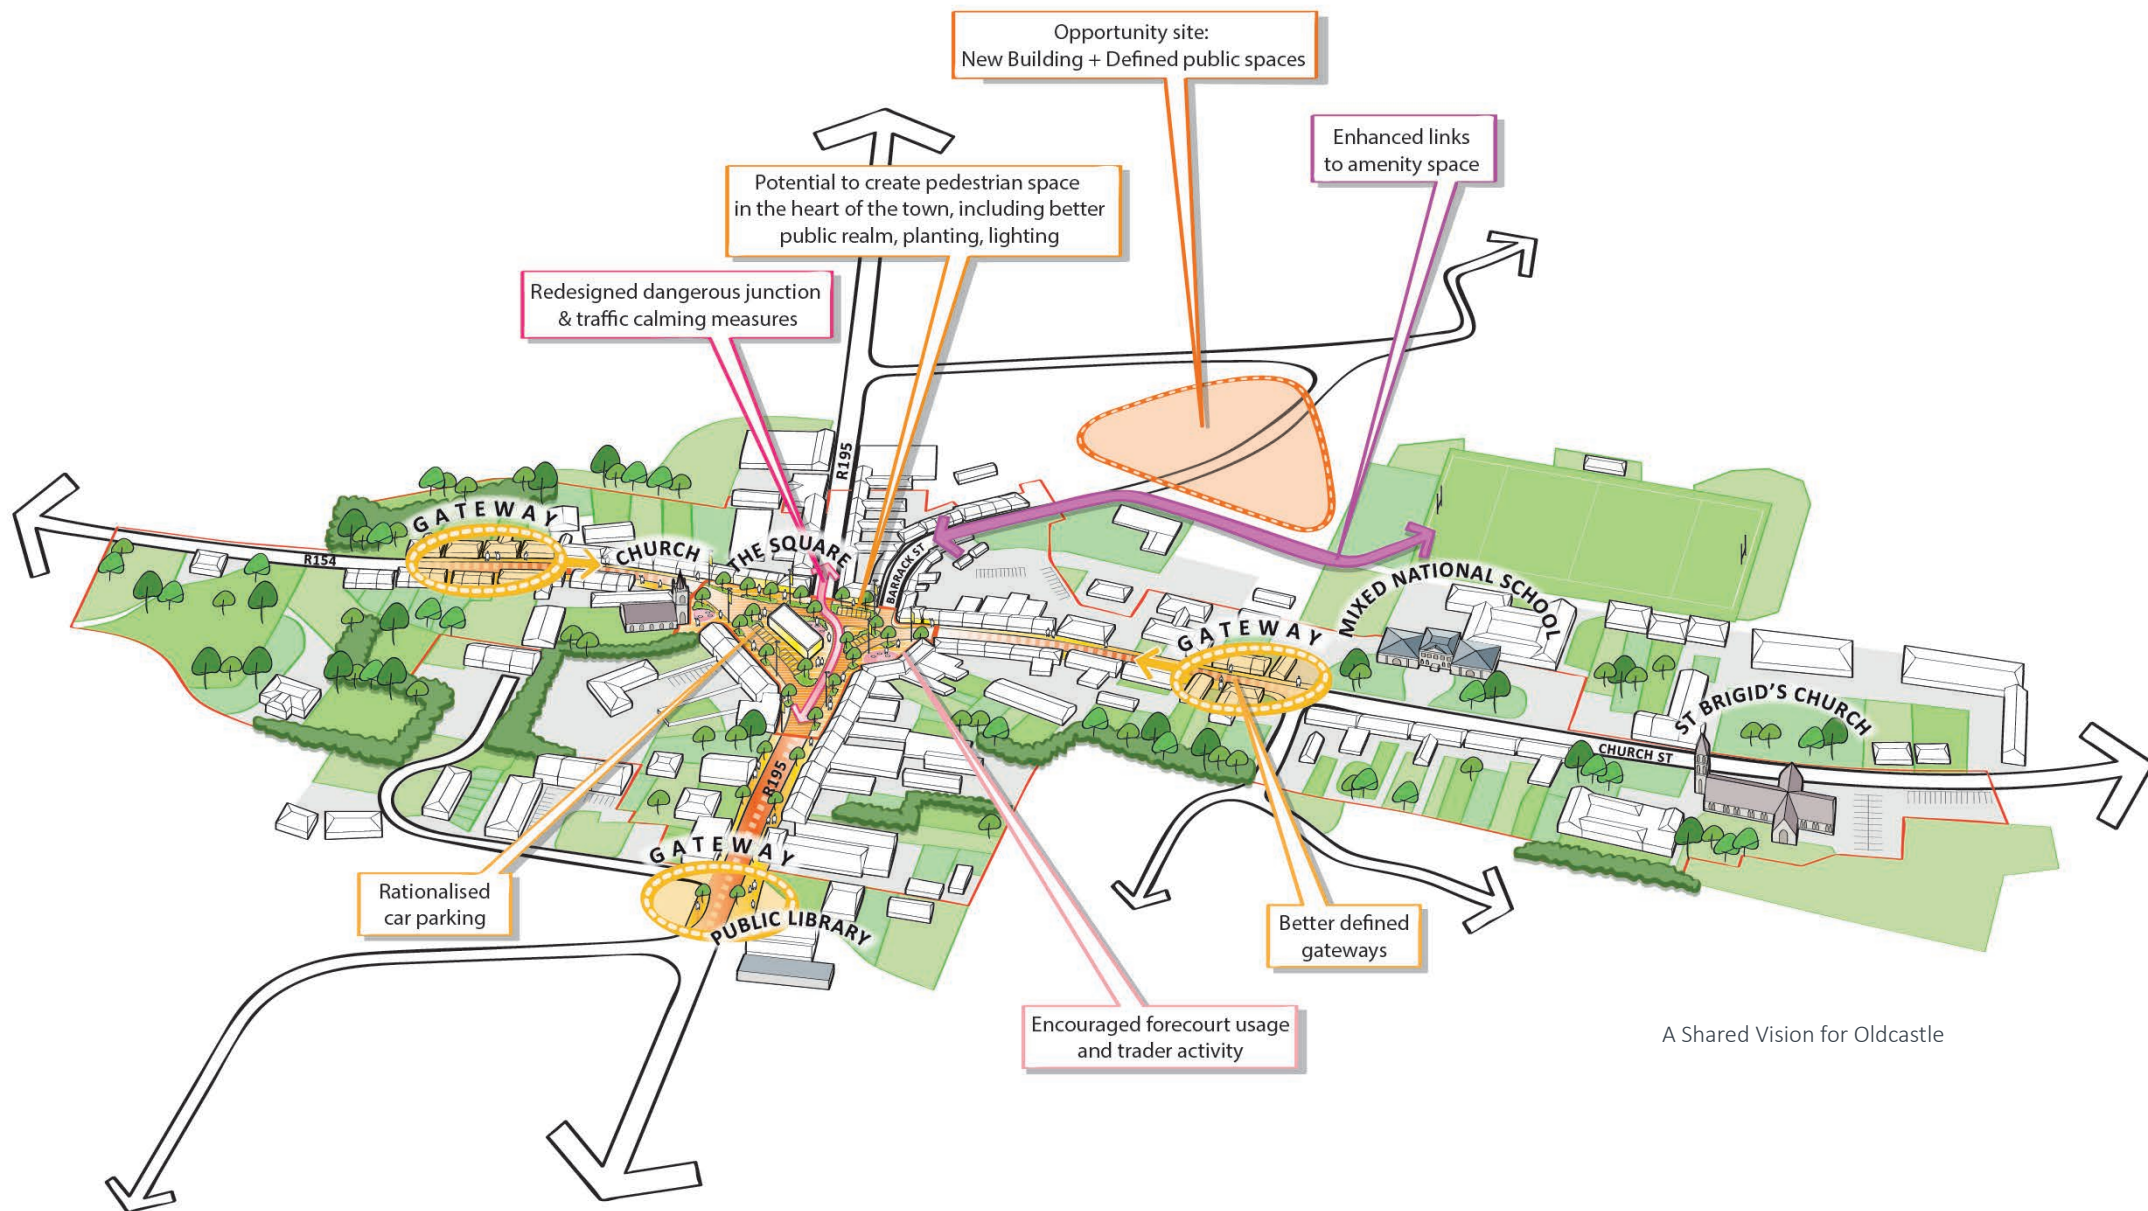 Opportunity site:
New Building + Defined public spaces
Enhanced links
to amenity space
Potential to create pedestrian space
in the heart of the town, including better
public realm, planting, lighting
Redesigned dangerous junction
& traffic calming measures
R195
GATEWAY
R154
CHURCH
THE SQUARE
BARRACK ST
MIXED NATIONAL SCHOOL
GATEWAY
ST BRIGID'S CHURCH
CHURCH ST
R195
GATEWAY
PUBLIC LIBRARY
Rationalised
car parking
Better defined
gateways
Encouraged forecourt usage
and trader activity
A Shared Vision for Oldcastle